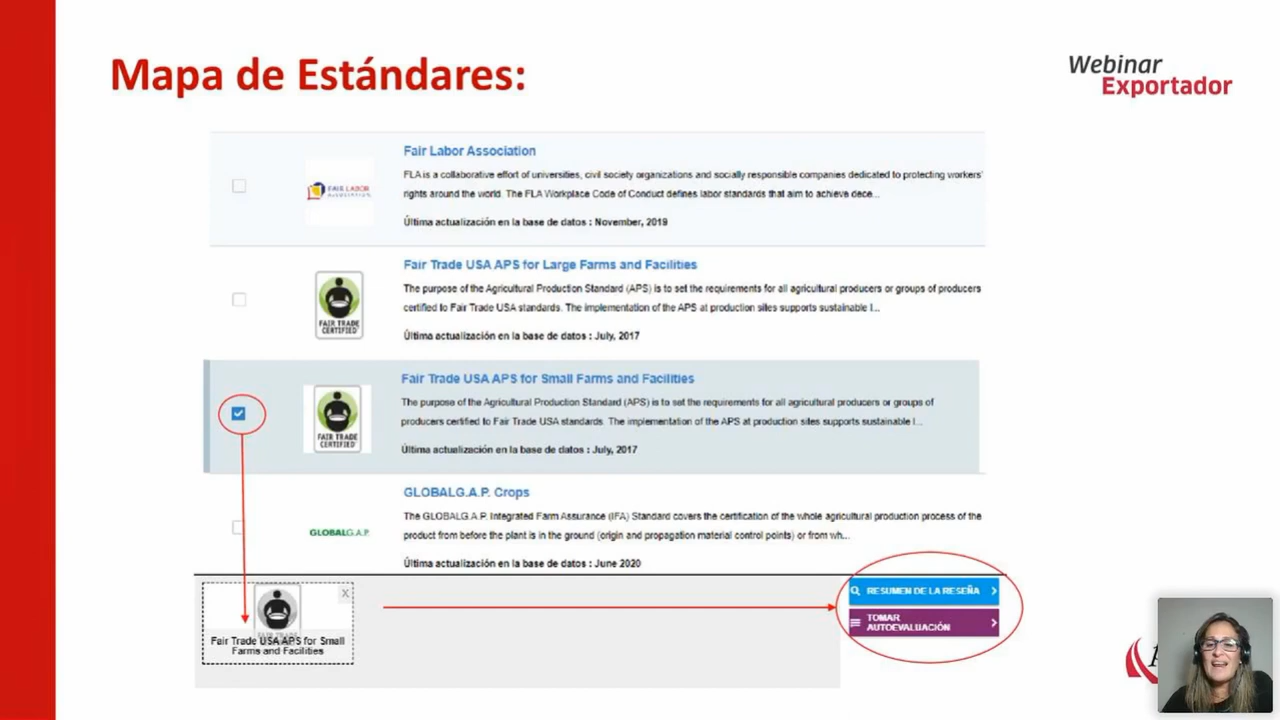 Mapa de Estándares:
Webinar
Exportador
Fair Labor Association
FLA is a collaborative effort of universities, civil society organizations and socially responsible companies dedicated to protecting workers'
rights around the world. The FLA Workplace Code of Conduct defines labor standards that aim to achieve dece...
Última actualización en la base de datos : November, 2019
FAIR LABOR
ASSOCIATION
Fair Trade USA APS for Large Farms and Facilities
The purpose of the Agricultural Production Standard (APS) is to set the requirements for all agricultural producers or groups of producers
certified to Fair Trade USA standards. The implementation of the APS at production sites supports sustainable l...
Última actualización en la base de datos : July, 2017
FAIR TRADE
CERTIFIED
Fair Trade USA APS for Small Farms and Facilities
The purpose of the Agricultural Production Standard (APS) is to set the requirements for all agricultural producers or groups of
producers certified to Fair Trade USA standards. The implementation of the APS at production sites supports sustainable l...
Última actualización en la base de datos : July, 2017
FAIR TRADE
CERTIFIED
GLOBALG.A.P. Crops
The GLOBALG.A.P. Integrated Farm Assurance (IFA) Standard covers the certification of the whole agricultural production process of the
product from before the plant is in the ground (origin and propagation material control points) or from wh...
Última actualización en la base de datos : June 2020
GLOBALG.A.P.
X
Fair Trade USA APS for Small
Farms and Facilities
RESUMEN DE LA RESEÑA
TOMAR
AUTOEVALUACIÓN